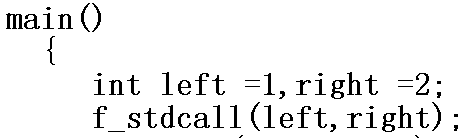 main()
{
int left =1,right =2;
f_stdcall(left,right);